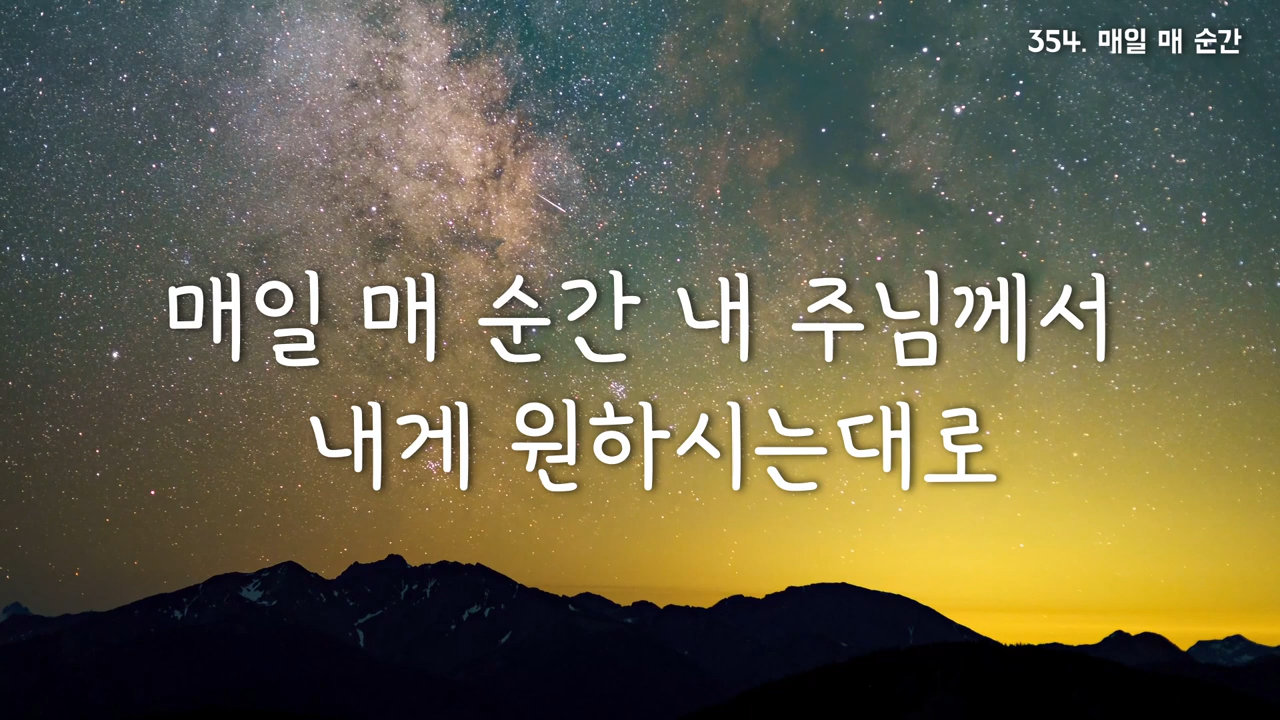 354. 매일 매 순간
매일 매 순간 내 주님께서
내게 원하시는대로